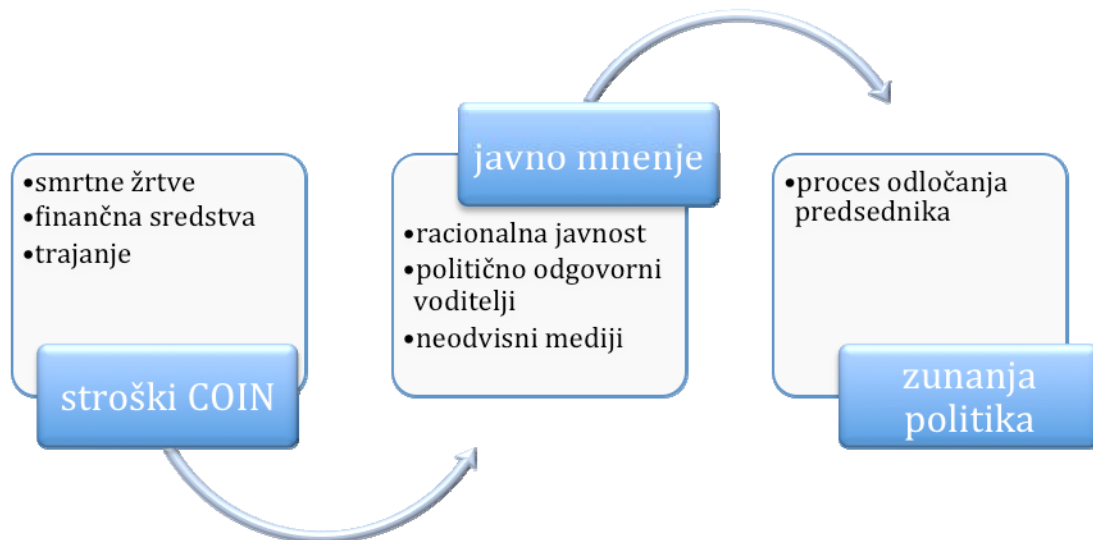 •smrtne žrtve
•finančna sredstva
•trajanje
stroški COIN
javno mnenje
•racionalna javnost
•politično odgovorni
voditelji
•neodvisni mediji
•proces odločanja
predsednika
zunanja
politika